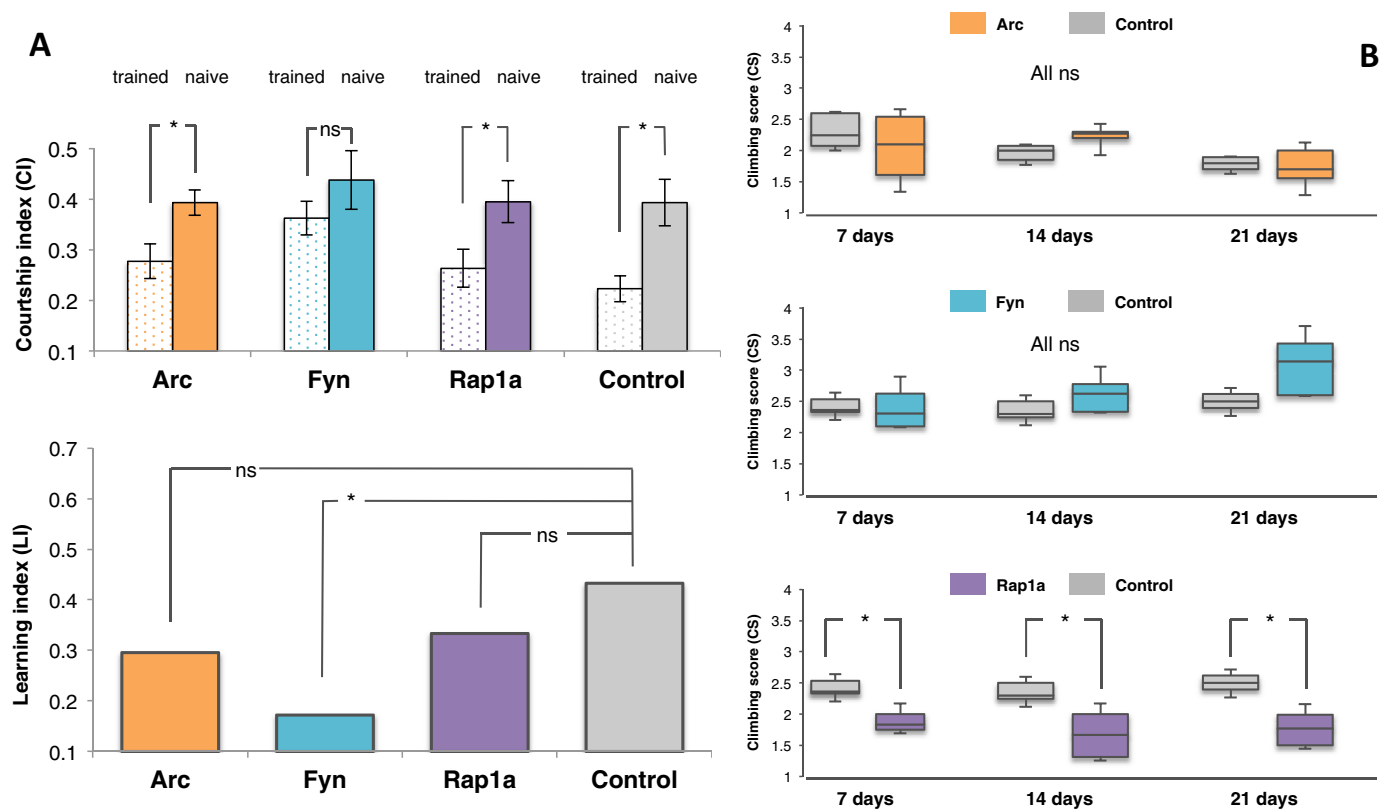 A
trained naive trained naive trained naive trained naive
* ns * *
Courtship index (CI)
0.5
0.4
0.3
0.2
0.1
Arc Fyn Rap1a Control
Learning index (LI)
0.7
0.6
0.5
0.4
0.3
0.2
0.1
ns
*
ns
Arc Fyn Rap1a Control
B
Arc Control
All ns
Climbing score (CS)
4
3.5
3
2.5
2
1.5
1
7 days 14 days 21 days
Fyn Control
All ns
Climbing score (CS)
4
3.5
3
2.5
2
1.5
1
7 days 14 days 21 days
Rap1a Control
* * *
Climbing score (CS)
4
3.5
3
2.5
2
1.5
1
7 days 14 days 21 days